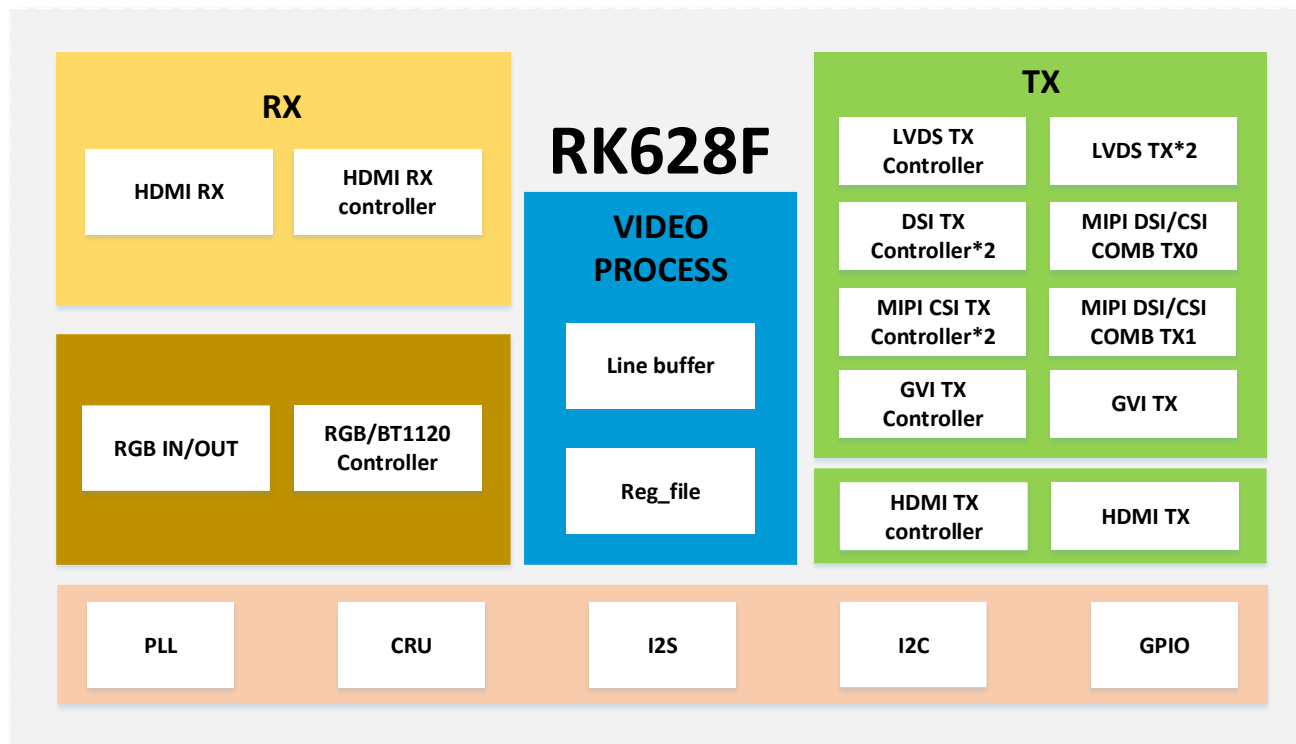 RX
HDMI RX
HDMI RX
controller
RGB IN/OUT
RGB/BT1120
Controller
RK628F
VIDEO
PROCESS
Line buffer
Reg_file
TX
LVDS TX
Controller
LVDS TX*2
DSI TX
Controller*2
MIPI DSI/CSI
COMB TX0
MIPI CSI TX
Controller*2
MIPI DSI/CSI
COMB TX1
GVI TX
Controller
GVI TX
HDMI TX
controller
HDMI TX
PLL
CRU
I2S
I2C
GPIO